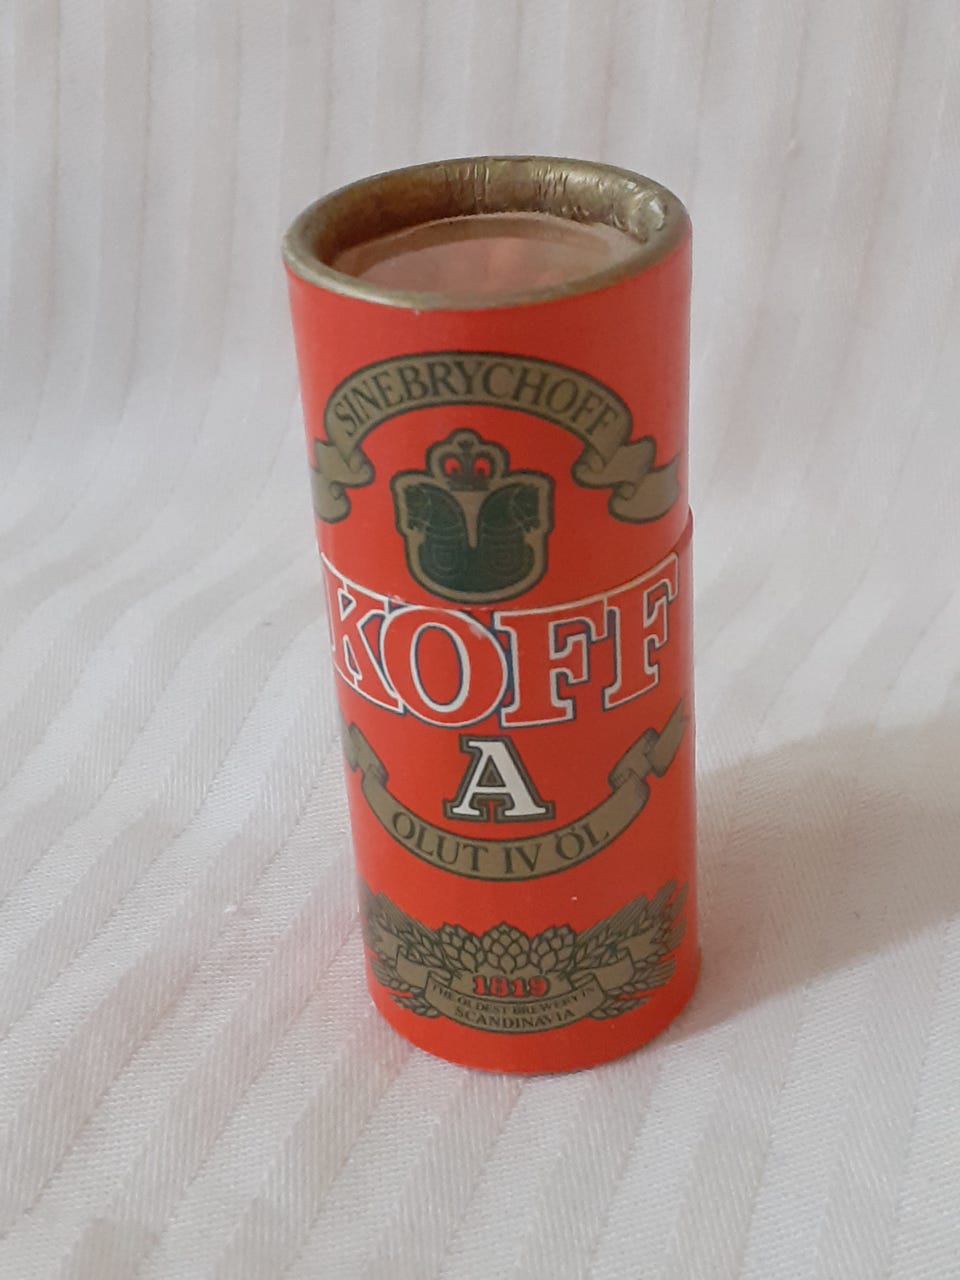 SINEBRYCHOFF
KOFF
A
OLUT IV ÖL
1819
THE OLDEST BREWERY IN
SCANDINAVIA